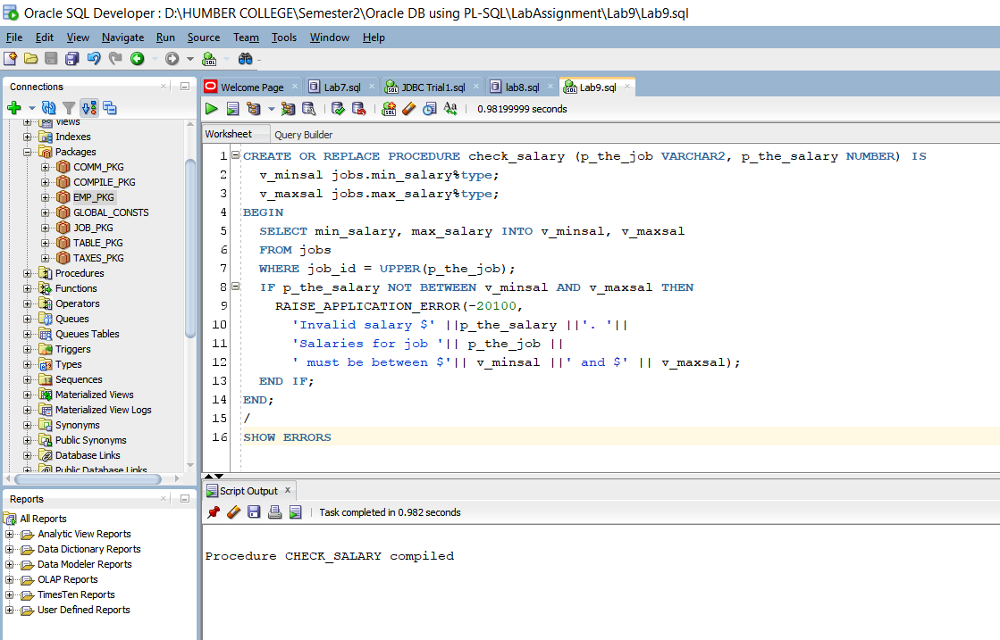 Oracle SQL Developer : D:\HUMBER COLLEGE\Semester2\Oracle DB using PL-SQL\LabAssignment\Lab9\Lab9.sql
File Edit View Navigate Run Source Team Tools Window Help
Connections
Views
Indexes
Packages
COMM_PKG
COMPILE_PKG
EMP_PKG
GLOBAL_CONSTS
JOB_PKG
TABLE_PKG
TAXES_PKG
Procedures
Functions
Operators
Queues
Queues Tables
Triggers
Types
Sequences
Materialized Views
Materialized View Logs
Synonyms
Public Synonyms
Database Links
Public Database Links
Reports
All Reports
Analytic View Reports
Data Dictionary Reports
Data Modeler Reports
OLAP Reports
TimesTen Reports
User Defined Reports
Welcome Page Lab7.sql JDBC Trial1.sql lab8.sql Lab9.sql
0.98199999 seconds
Worksheet Query Builder
1 CREATE OR REPLACE PROCEDURE check_salary (p_the_job VARCHAR2, p_the_salary NUMBER) IS
2 v_minsal jobs.min_salary%type;
3 v_maxsal jobs.max_salary%type;
4 BEGIN
5 SELECT min_salary, max_salary INTO v_minsal, v_maxsal
6 FROM jobs
7 WHERE job_id = UPPER(p_the_job);
8 IF p_the_salary NOT BETWEEN v_minsal AND v_maxsal THEN
9 RAISE_APPLICATION_ERROR(-20100,
10 'Invalid salary $' ||p_the_salary ||'. '||
11 'Salaries for job '|| p_the_job ||
12 ' must be between $'|| v_minsal ||' and $' || v_maxsal);
13 END IF;
14 END;
15 /
16 SHOW ERRORS
Script Output
Task completed in 0.982 seconds
Procedure CHECK_SALARY compiled